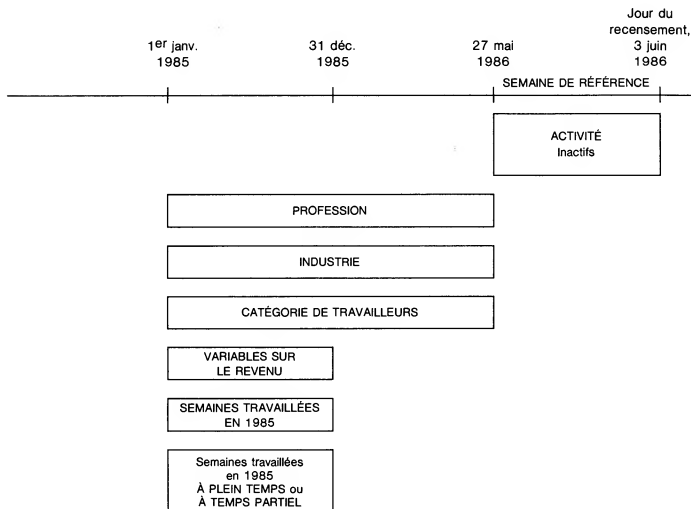 Jour du
recensement,
1er janv. 31 déc. 27 mai 3 juin
1985 1985 1986 1986
SEMAINE DE RÉFÉRENCE
ACTIVITÉ
Inactifs
PROFESSION
INDUSTRIE
CATÉGORIE DE TRAVAILLEURS
VARIABLES SUR
LE REVENU
SEMAINES TRAVAILLÉES
EN 1985
Semaines travaillées
en 1985
À PLEIN TEMPS ou
À TEMPS PARTIEL